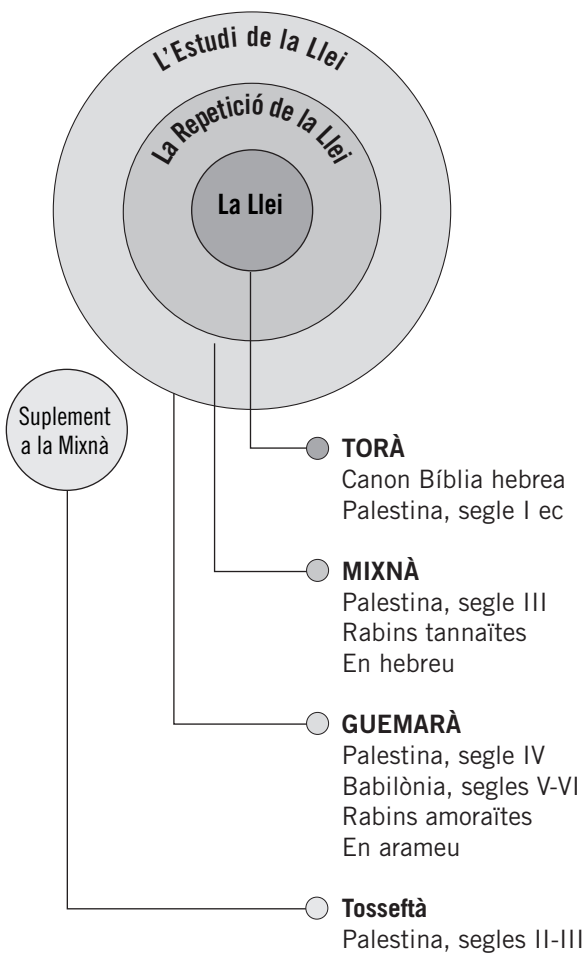 L'Estudi de la Llei
La Repetició de la Llei
La Llei
Suplement
a la Mixnà
TORÀ
Canon Bíblia hebrea
Palestina, segle I ec
MIXNÀ
Palestina, segle III
Rabins tannaïtes
En hebreu
GUEMARÀ
Palestina, segle IV
Babilònia, segles V-VI
Rabins amoraïtes
En arameu
Tosseftà
Palestina, segles II-III